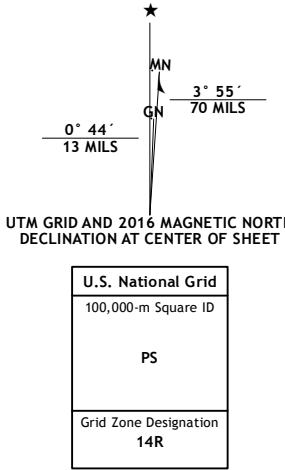 ★
MN
3° 55´
70 MILS
GN
0° 44´
13 MILS
UTM GRID AND 2016 MAGNETIC NORTH
DECLINATION AT CENTER OF SHEET
U.S. National Grid
100,000-m Square ID
PS
Grid Zone Designation
14R